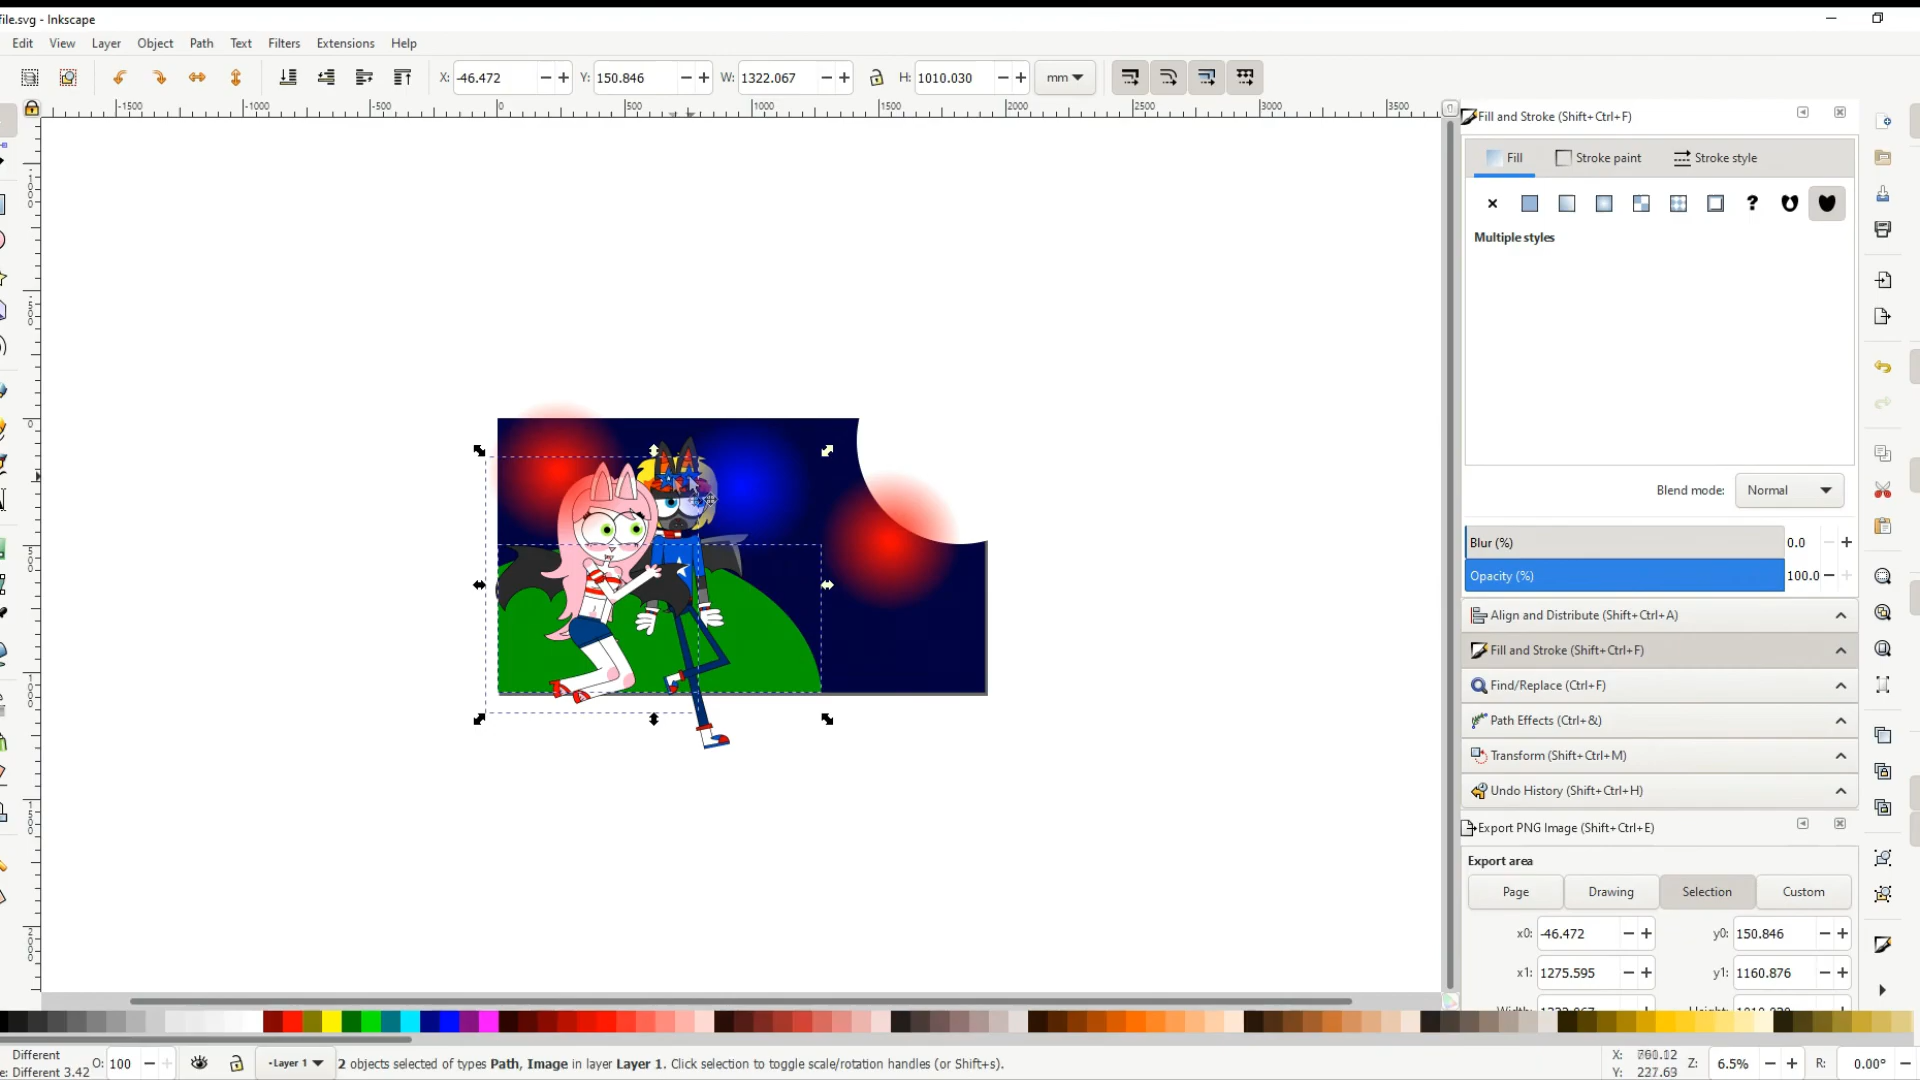 file.svg - Inkscape
Edit View Layer Object Path Text Filters Extensions Help
X: -46.472 Y: 150.846 W: 1322.067 H: 1010.030 mm
-1500 -1000 -500 0 500 1000 1500 2000 2500 3000 3500
Fill and Stroke (Shift+Ctrl+F)
Fill Stroke paint Stroke style
?
Multiple styles
Blend mode: Normal
Blur (%) 0.0
Opacity (%) 100.0
Align and Distribute (Shift+Ctrl+A)
Fill and Stroke (Shift+Ctrl+F)
Find/Replace (Ctrl+F)
Path Effects (Ctrl+&)
Transform (Shift+Ctrl+M)
Undo History (Shift+Ctrl+H)
Export PNG Image (Shift+Ctrl+E)
Export area
Page Drawing Selection Custom
x0: -46.472 y0: 150.846
x1: 1275.595 y1: 1160.876
Different
e: Different 3.42
O: 100
-Layer 1
2 objects selected of types Path, Image in layer Layer 1. Click selection to toggle scale/rotation handles (or Shift+s).
X:
Y: 227.63
Z: 6.5% R: 0.00°